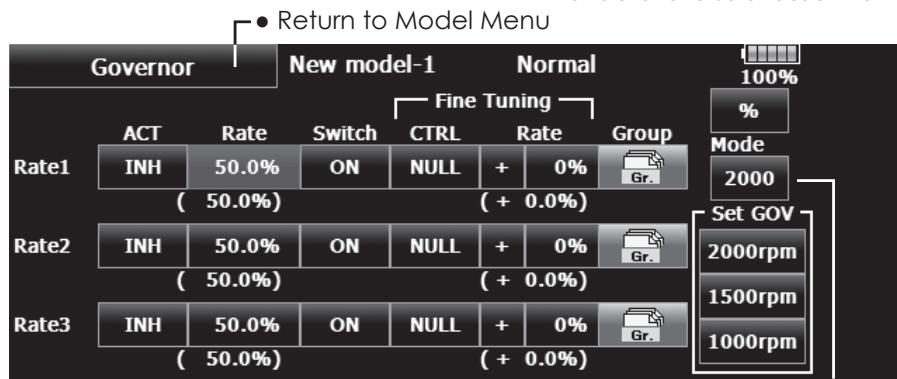 ● Return to Model Menu
Governor New model-1 Normal 100%
Fine Tuning %
ACT Rate Switch CTRL Rate Group Mode
Rate1 INH 50.0% ON NULL + 0% Gr. 2000
( 50.0%) ( + 0.0%) Set GOV
Rate2 INH 50.0% ON NULL + 0% Gr. 2000rpm
( 50.0%) ( + 0.0%) 1500rpm
Rate3 INH 50.0% ON NULL + 0% Gr. 1000rpm
( 50.0%) ( + 0.0%)